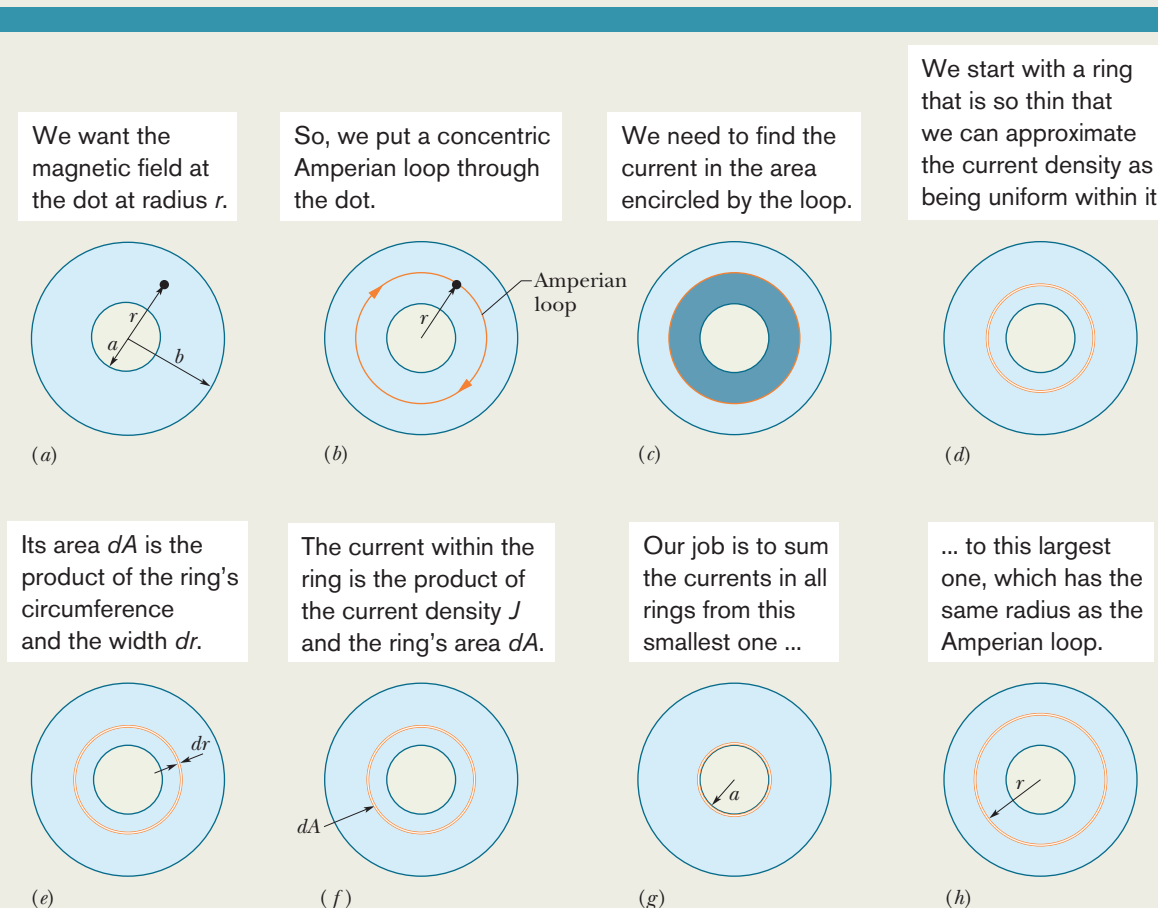 We want the
magnetic field at
the dot at radius r.
So, we put a concentric
Amperian loop through
the dot.
We need to find the
current in the area
encircled by the loop.
We start with a ring
that is so thin that
we can approximate
the current density as
being uniform within it
r
a
b
(a)
r
Amperian
loop
(b)
(c)
(d)
Its area dA is the
product of the ring's
circumference
and the width dr.
The current within the
ring is the product of
the current density J
and the ring's area dA.
Our job is to sum
the currents in all
rings from this
smallest one ...
... to this largest
one, which has the
same radius as the
Amperian loop.
dr
(e)
dA
(f)
a
(g)
r
(h)